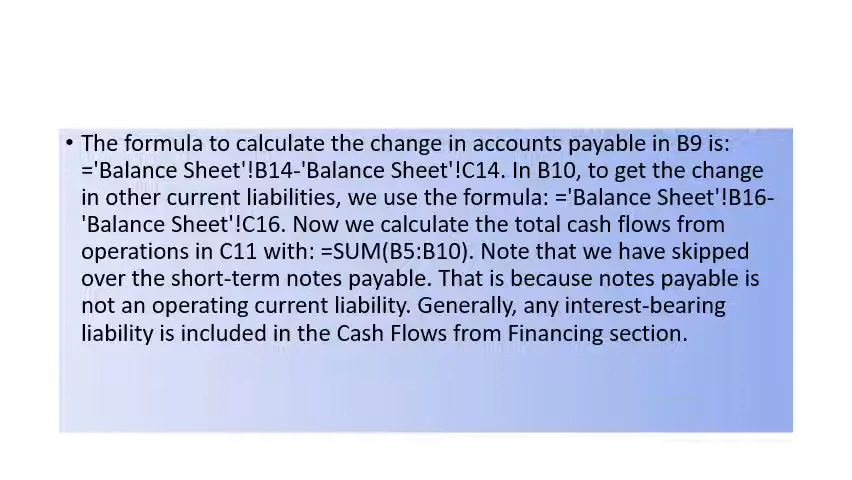 • The formula to calculate the change in accounts payable in B9 is:
='Balance Sheet'!B14-'Balance Sheet'!C14. In B10, to get the change
in other current liabilities, we use the formula: ='Balance Sheet'!B16-
'Balance Sheet'!C16. Now we calculate the total cash flows from
operations in C11 with: =SUM(B5:B10). Note that we have skipped
over the short-term notes payable. That is because notes payable is
not an operating current liability. Generally, any interest-bearing
liability is included in the Cash Flows from Financing section.